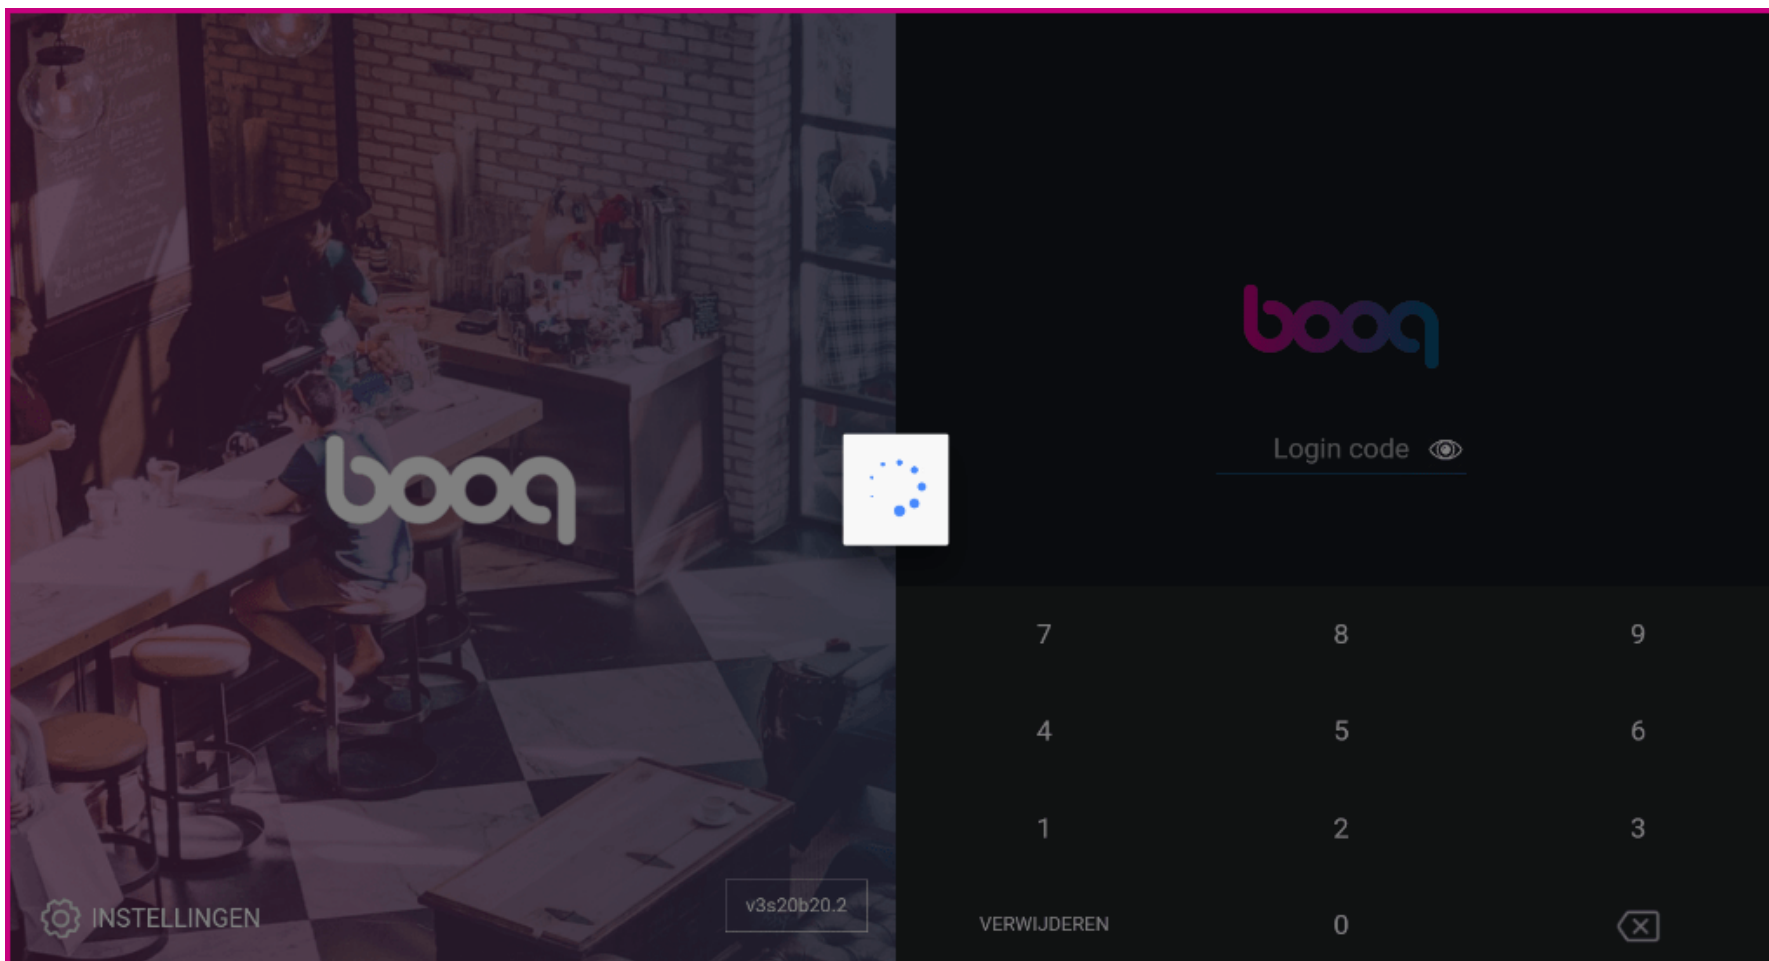 booq
booq
Login code
7 8 9
4 5 6
1 2 3
VERWIJDEREN 0
INSTELLINGEN
v3s20b20.2